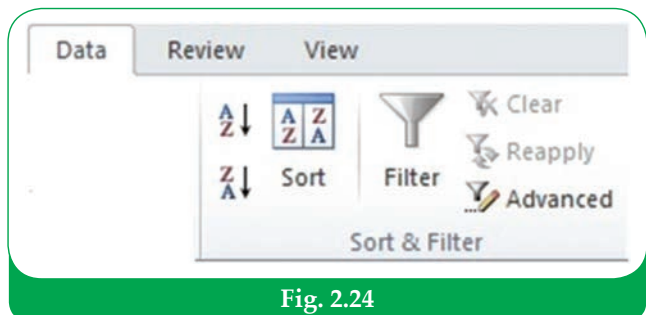 Data Review View
A Z
Z A
A Z
Z A
Sort
Filter
Clear
Reapply
Advanced
Sort & Filter
Fig. 2.24